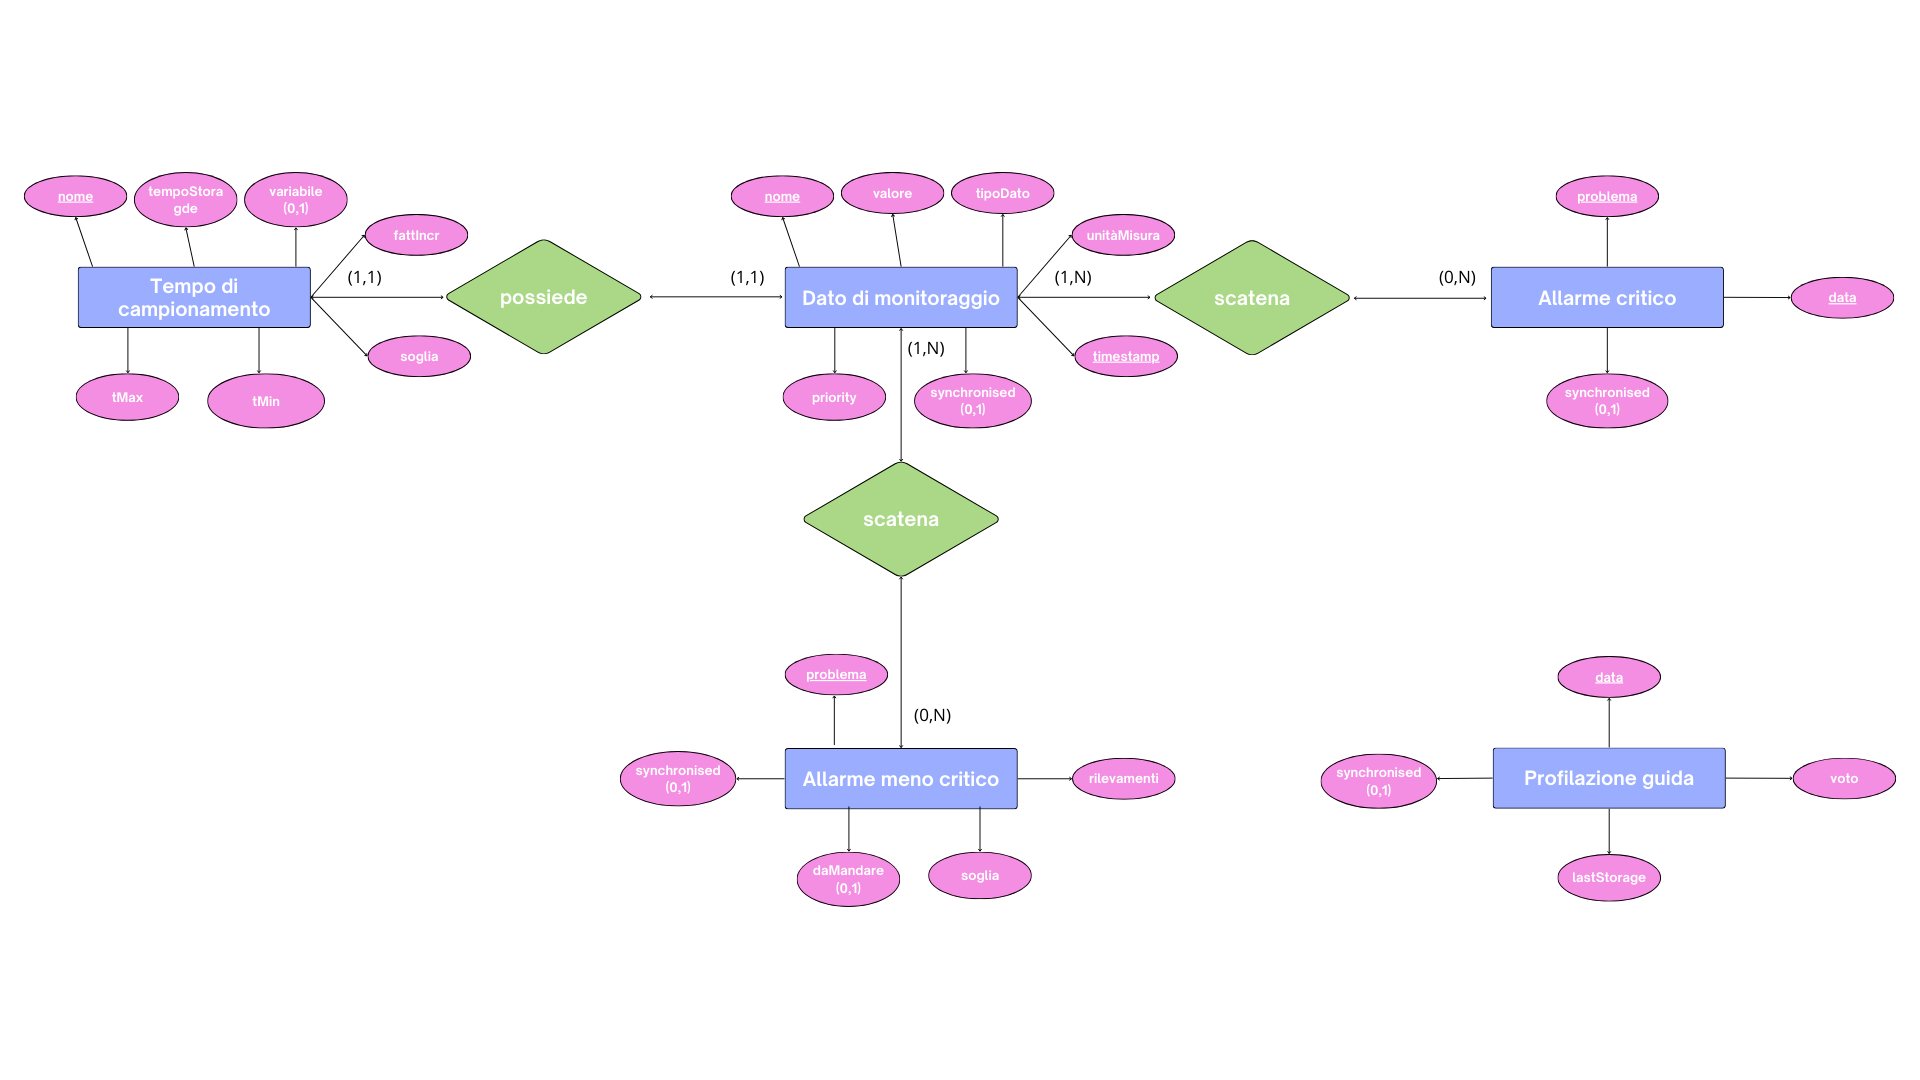 nome
tempoStora
gde
variabile
(0,1)
fattIncr
(1,1)
Tempo di
campionamento
soglia
tMax
tMin
possiede
(1,1)
nome
valore
tipoDato
unitàMisura
(1,N)
Dato di monitoraggio
timestamp
(1,N)
priority
synchronised
(0,1)
scatena
(0,N)
problema
Allarme critico
data
synchronised
(0,1)
scatena
problema
(0,N)
synchronised
(0,1)
Allarme meno critico
rilevamenti
daMandare
(0,1)
soglia
data
synchronised
(0,1)
Profilazione guida
voto
lastStorage